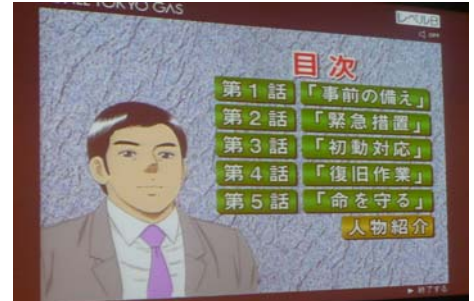 TOKYO GAS
レベルB
OFF
目次
第1話 「事前の備え」
第2話 「緊急措置」
第3話 「初動対応」
第4話 「復旧作業」
第5話 「命を守る」
人物紹介
▶ 終了する